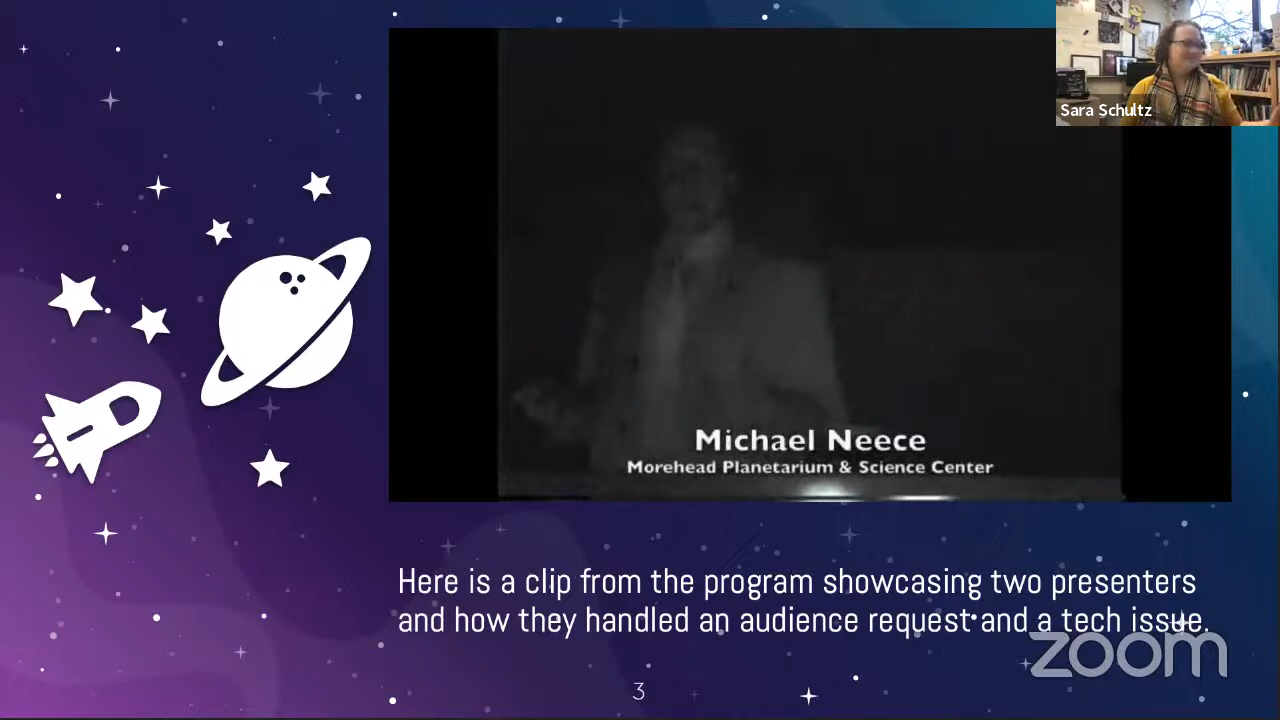 Sara Schultz
Michael Neece
Morehead Planetarium & Science Center
Here is a clip from the program showcasing two presenters
and how they handled an audience request and a tech issue.
zoom
3